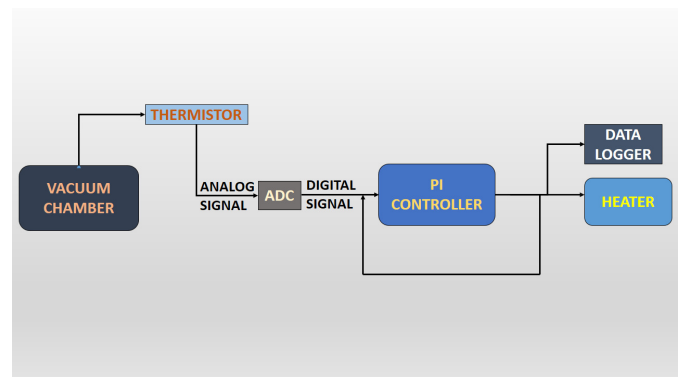 THERMISTOR
DATA
LOGGER
VACUUM
CHAMBER
ANALOG
SIGNAL
ADC
DIGITAL
SIGNAL
PI
CONTROLLER
HEATER